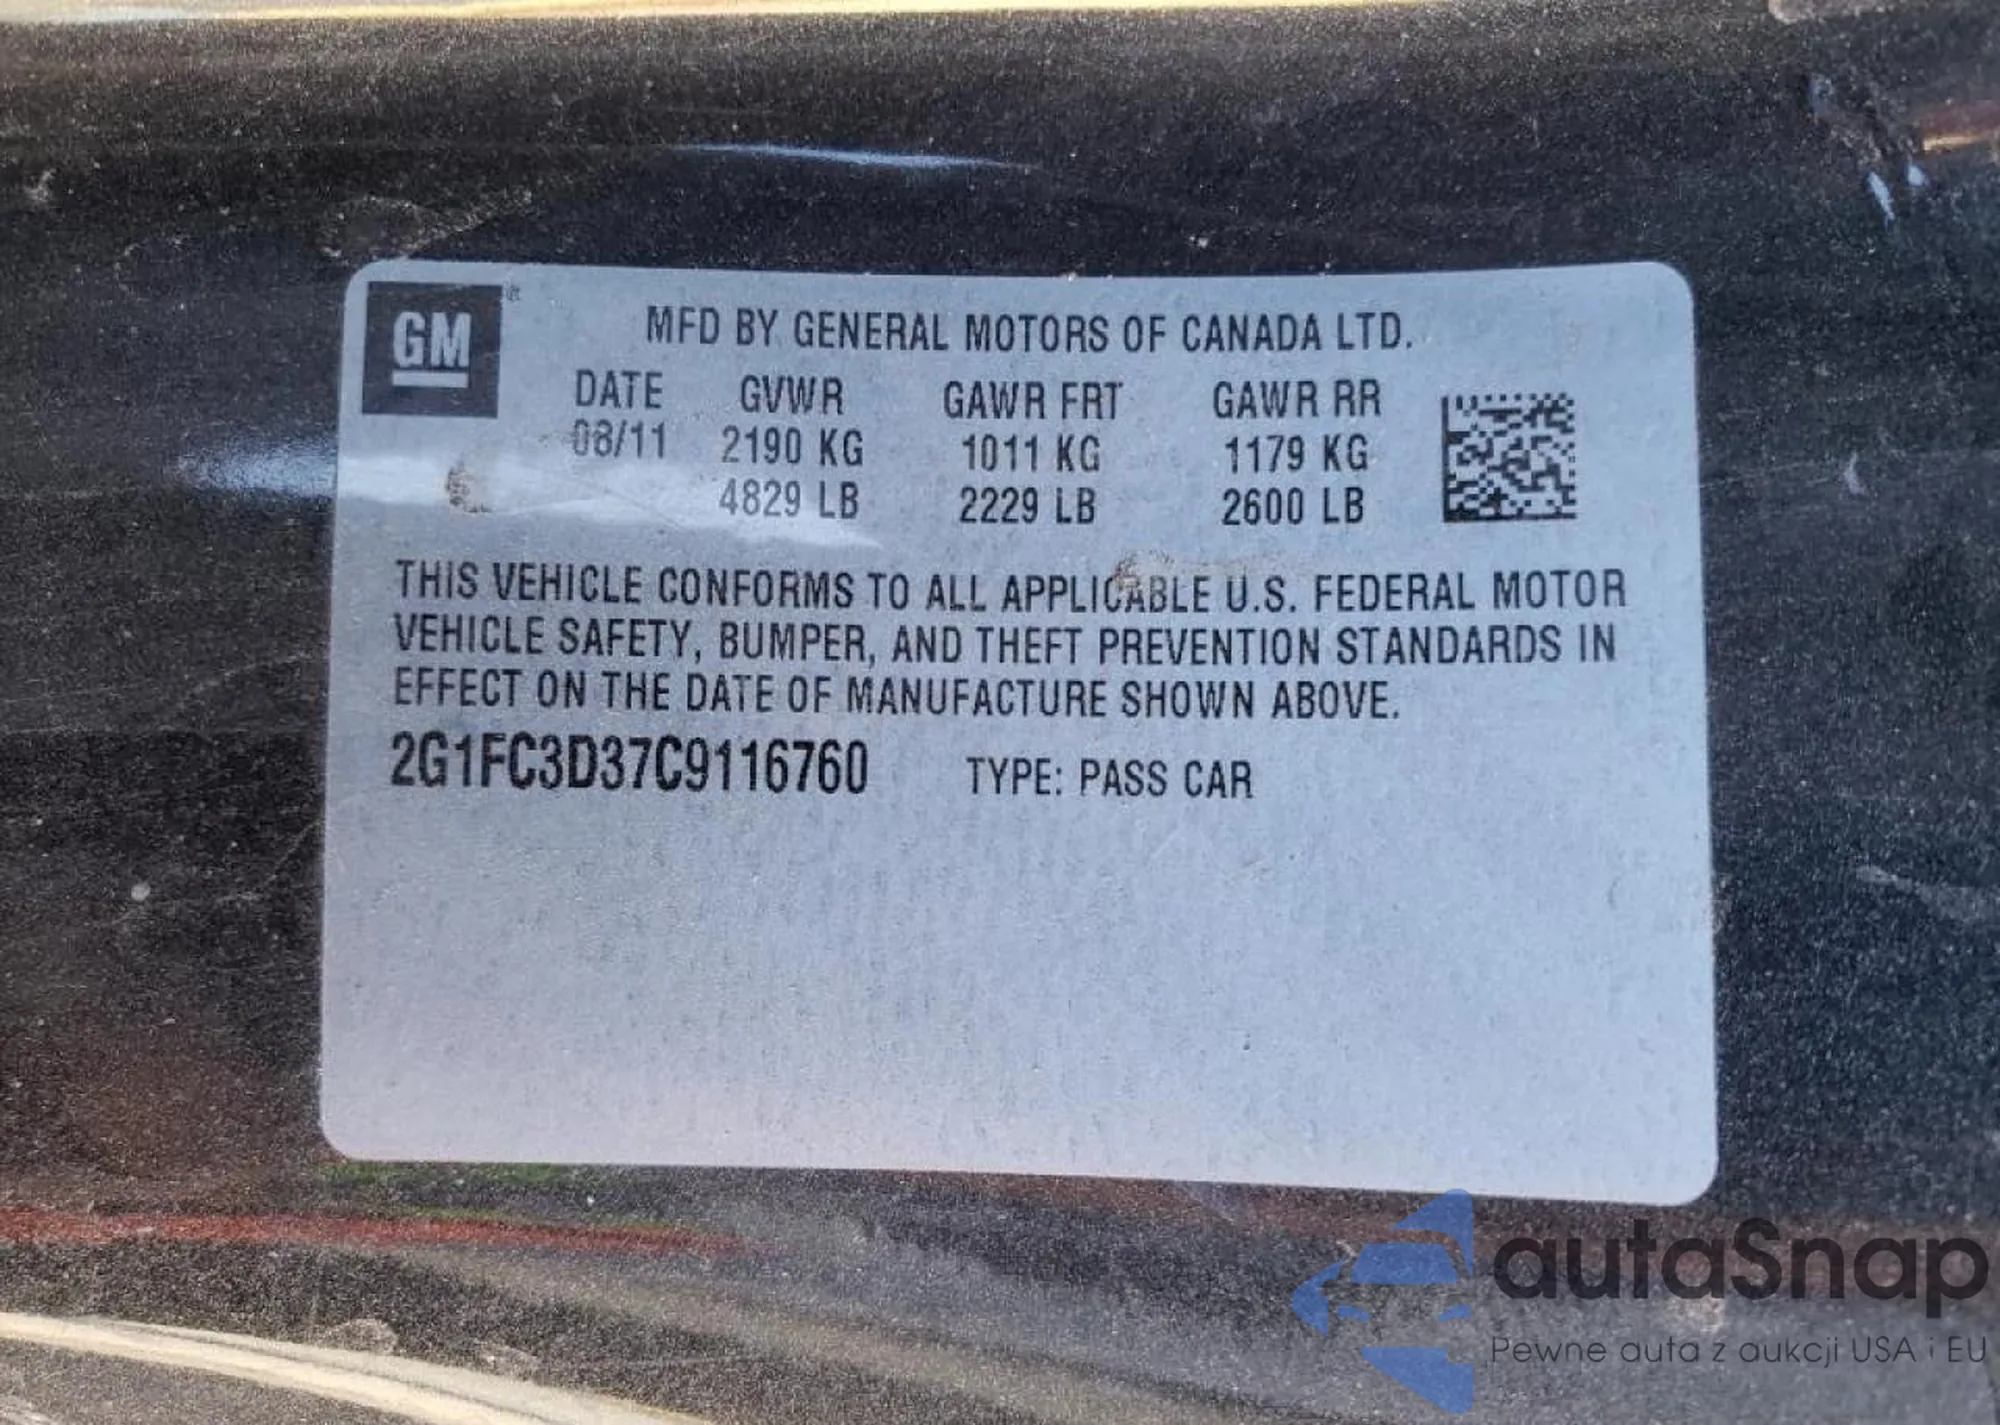 GM
MFD BY GENERAL MOTORS OF CANADA LTD.
DATE GVWR GAWR FRT GAWR RR
08/11 2190 KG 1011 KG 1179 KG
4829 LB 2229 LB 2600 LB
THIS VEHICLE CONFORMS TO ALL APPLICABLE U.S. FEDERAL MOTOR
VEHICLE SAFETY, BUMPER, AND THEFT PREVENTION STANDARDS IN
EFFECT ON THE DATE OF MANUFACTURE SHOWN ABOVE.
2G1FC3D37C9116760 TYPE: PASS CAR
autaSnap
Pewne auta z aukcji USA i EU